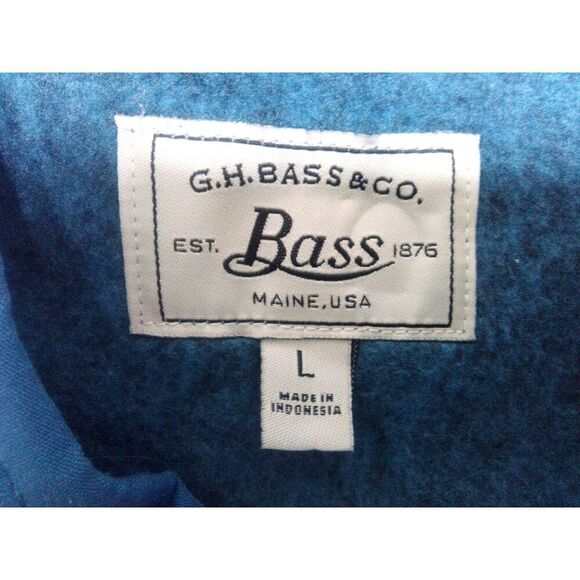 G.H.BASS&CO.
EST. Bass 1876
MAINE, USA
L
MADE IN
INDONESIA